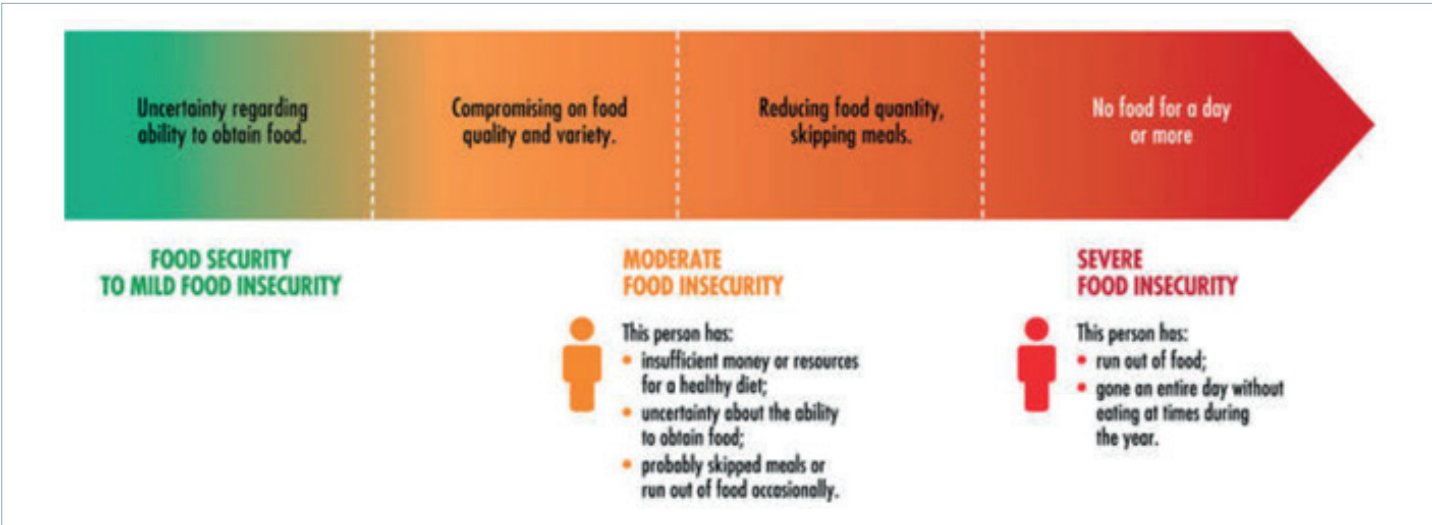 Uncertainty regarding
ability to obtain food.
Compromising on food
quality and variety.
Reducing food quantity,
skipping meals.
No food for a day
or more
FOOD SECURITY
TO MILD FOOD INSECURITY
MODERATE
FOOD INSECURITY
This person has:
• insufficient money or resources
for a healthy diet;
• uncertainty about the ability
to obtain food;
• probably skipped meals or
run out of food occasionally.
SEVERE
FOOD INSECURITY
This person has:
• run out of food;
• gone an entire day without
eating at times during
the year.